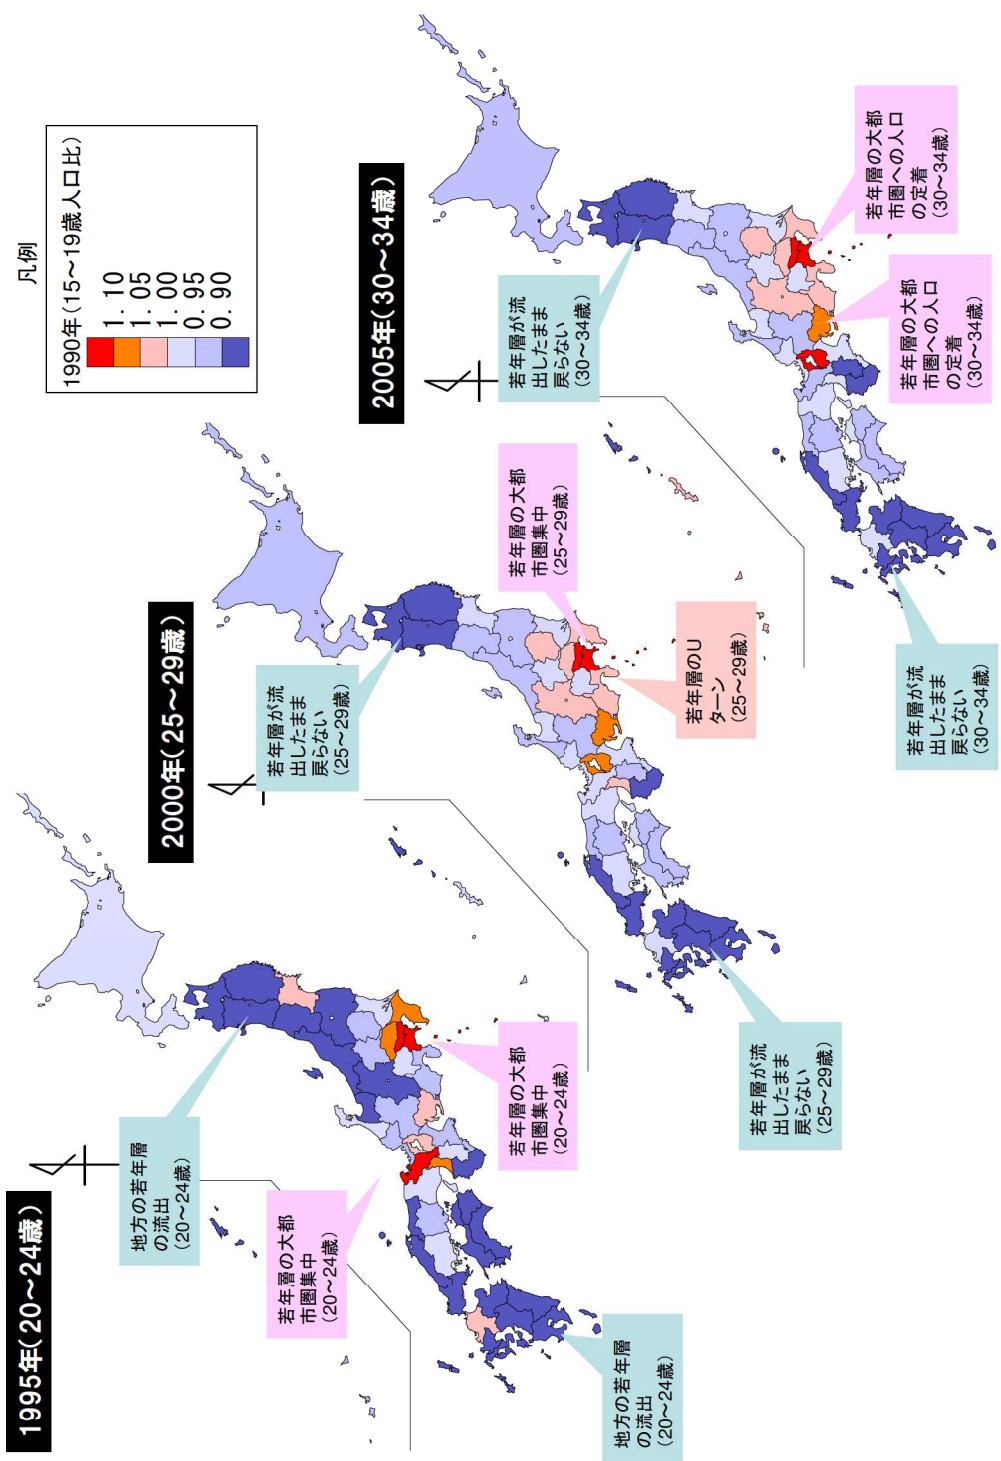 凡例
1990年(15〜19歳人口比)
1.10
1.05
1.00
0.95
0.90
1995年(20〜24歳)
地方の若年層
の流出
(20〜24歳)
若年層の大都
市圏集中
(20〜24歳)
若年層の大都
市圏集中
(20〜24歳)
地方の若年層
の流出
(20〜24歳)
2000年(25〜29歳)
若年層が流
出したまま
戻らない
(25〜29歳)
若年層の大都
市圏集中
(25〜29歳)
若年層のU
ターン
(25〜29歳)
若年層が流
出したまま
戻らない
(25〜29歳)
2005年(30〜34歳)
若年層が流
出したまま
戻らない
(30〜34歳)
若年層の大都
市圏への人口
の定着
(30〜34歳)
若年層の大都
市圏への人口
の定着
(30〜34歳)
若年層が流
出したまま
戻らない
(30〜34歳)